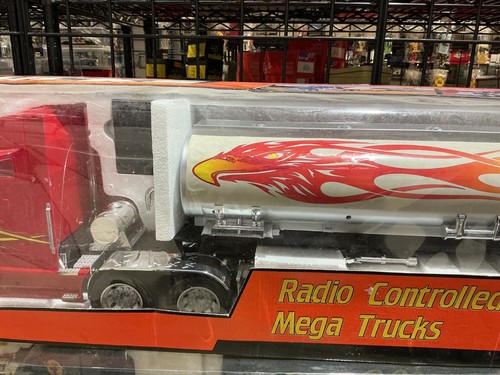 Radio Controlled
Mega Trucks